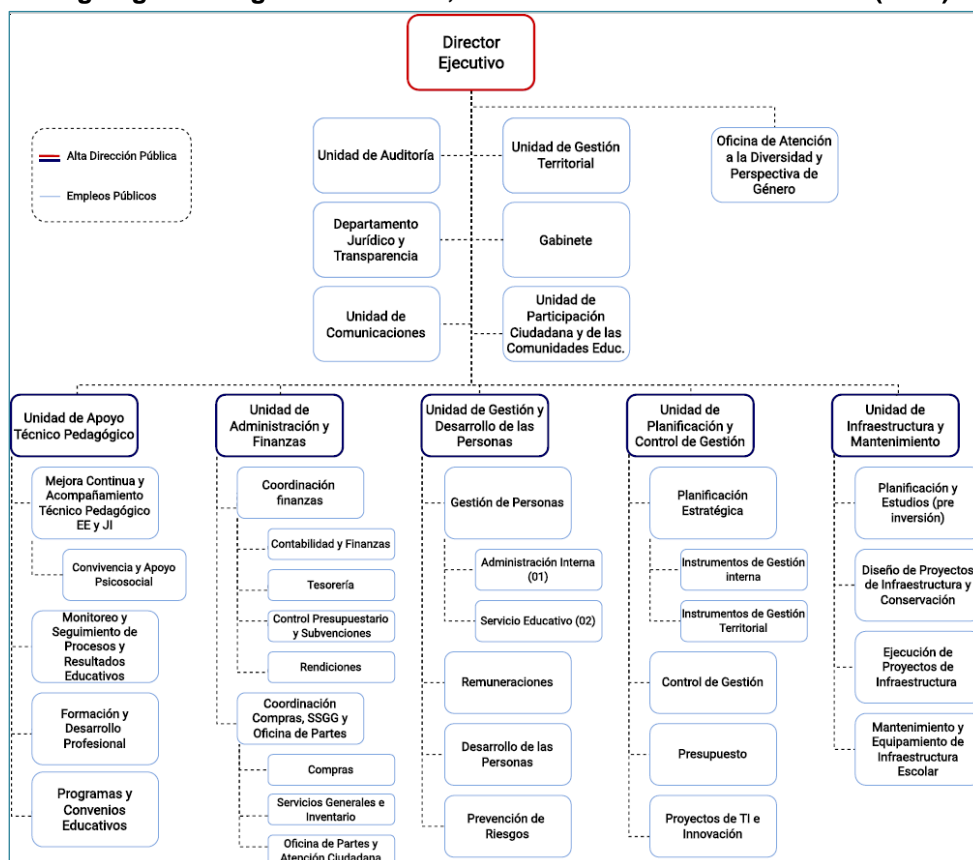 Director
Ejecutivo
Alta Dirección Pública
Empleos Públicos
Unidad de Auditoría
Unidad de Gestión
Territorial
Oficina de Atención
a la Diversidad y
Perspectiva de
Género
Departamento
Jurídico y
Transparencia
Gabinete
Unidad de
Comunicaciones
Unidad de
Participación
Ciudadana y de las
Comunidades Educ.
Unidad de Apoyo
Técnico Pedagógico
Unidad de
Administración y
Finanzas
Unidad de Gestión y
Desarrollo de las
Personas
Unidad de
Planificación y
Control de Gestión
Unidad de
Infraestructura y
Mantenimiento
Mejora Continua y
Acompañamiento
Técnico Pedagógico
EE y JI
Convivencia y Apoyo
Psicosocial
Monitoreo y
Seguimiento de
Procesos y
Resultados
Educativos
Formación y
Desarrollo
Profesional
Programas y
Convenios
Educativos
Coordinación
finanzas
Contabilidad y Finanzas
Tesorería
Control Presupuestario
y Subvenciones
Rendiciones
Coordinación
Compras, SSGG y
Oficina de Partes
Compras
Servicios Generales e
Inventario
Oficina de Partes y
Atención Ciudadana
Gestión de Personas
Administración Interna
(01)
Servicio Educativo (02)
Remuneraciones
Desarrollo de las
Personas
Prevención de
Riesgos
Planificación
Estratégica
Instrumentos de Gestión
interna
Instrumentos de Gestión
Territorial
Control de Gestión
Presupuesto
Proyectos de TI e
Innovación
Planificación y
Estudios (pre
inversión)
Diseño de Proyectos
de Infraestructura y
Conservación
Ejecución de
Proyectos de
Infraestructura
Mantenimiento y
Equipamiento de
Infraestructura
Escolar